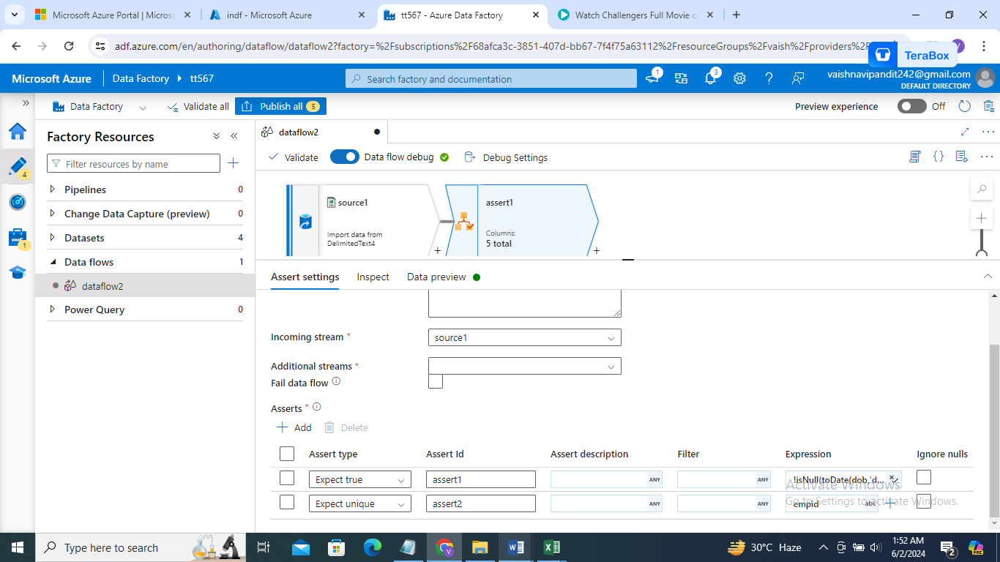 Microsoft Azure Portal | Micros
indf - Microsoft Azure
tt567 - Azure Data Factory
Watch Challengers Full Movie o
adf.azure.com/en/authoring/dataflow/dataflow2?factory=%2Fsubscriptions%2F68afca3c-3851-407d-bb67-7f4f75a63112%2FresourceGroups%2Fvaish%2Fproviders%2F
V
TeraBox
Microsoft Azure
Data Factory
tt567
Search factory and documentation
1
3
vaishnavipandit242@gmail.com
DEFAULT DIRECTORY
Data Factory
Validate all
Publish all 5
Preview experience
Off
4
1
Factory Resources
Filter resources by name
Pipelines 0
Change Data Capture (preview) 0
Datasets 4
Data flows 1
dataflow2
Power Query 0
dataflow2
Validate
Data flow debug
Debug Settings
source1
Import data from
DelimitedText4
+
assert1
Columns:
5 total
+
Assert settings
Inspect
Data preview
Incoming stream *
source1
Additional streams *
Fail data flow
Asserts *
Add
Delete
Assert type Assert Id Assert description Filter Expression Ignore nulls
Expect true assert1 ANY ANY !isNull(toDate(dob,'d...
Expect unique assert2 ANY ANY empid abc
Activate Windows
Go to Settings to activate Windows.
Type here to search
V
30°C Haze
1:52 AM
6/2/2024
2
PRE